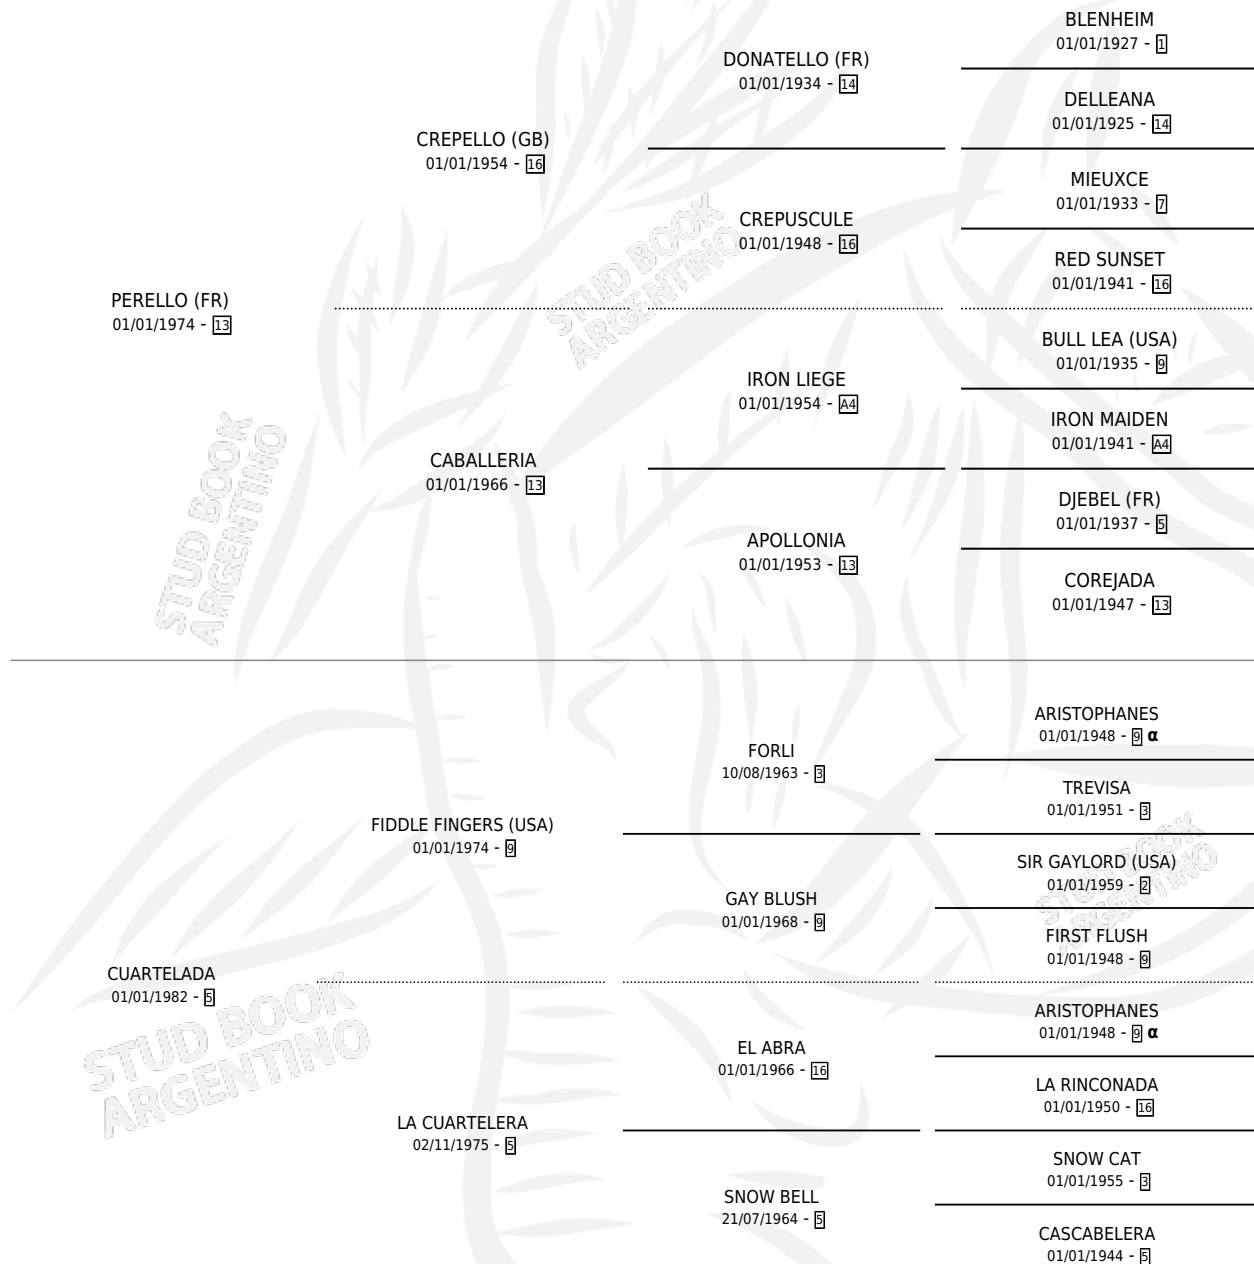 BLENHEIM
01/01/1927 - 1
DONATELLO (FR)
01/01/1934 - 14
DELLEANA
01/01/1925 - 14
CREPELLO (GB)
01/01/1954 - 16
MIEUXCE
01/01/1933 - 7
CREPUSCULE
01/01/1948 - 16
RED SUNSET
01/01/1941 - 16
STUD BOOK
ARGENTINO
PERELLO (FR)
01/01/1974 - 13
BULL LEA (USA)
01/01/1935 - 9
IRON LIEGE
01/01/1954 - A4
IRON MAIDEN
01/01/1941 - A4
CABALLERIA
01/01/1966 - 13
DJEBEL (FR)
01/01/1937 - 5
APOLLONIA
01/01/1953 - 13
COREJADA
01/01/1947 - 13
STUD BOOK
ARGENTINO
ARISTOPHANES
01/01/1948 - 9 α
FORLI
10/08/1963 - 3
TREVISA
01/01/1951 - 3
FIDDLE FINGERS (USA)
01/01/1974 - 9
SIR GAYLORD (USA)
01/01/1959 - 2
GAY BLUSH
01/01/1968 - 9
FIRST FLUSH
01/01/1948 - 9
STUD BOOK
ARGENTINO
CUARTELADA
01/01/1982 - 5
ARISTOPHANES
01/01/1948 - 9 α
EL ABRA
01/01/1966 - 16
LA RINCONADA
01/01/1950 - 16
LA CUARTELERA
02/11/1975 - 5
SNOW CAT
01/01/1955 - 3
SNOW BELL
21/07/1964 - 5
CASCABELERA
01/01/1944 - 5
STUD BOOK
ARGENTINO